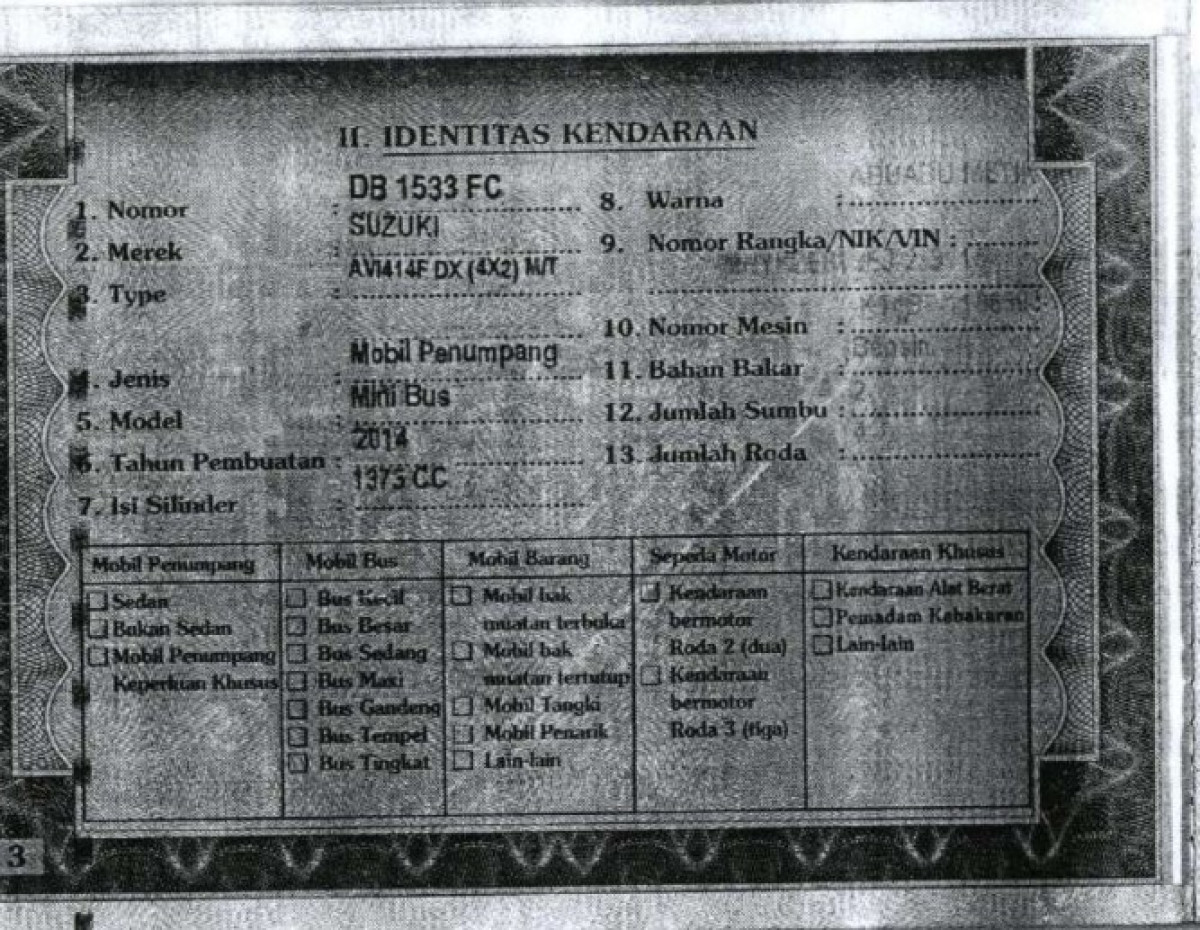 II. IDENTITAS KENDARAAN
1. Nomor : DB 1533 FC
2. Merek : SUZUKI
3. Type : AVI414F DX (4X2) M/T
4. Jenis : Mobil Penumpang
5. Model : Mini Bus
6. Tahun Pembuatan : 2014
7. Isi Silinder : 1373 CC
8. Warna :
9. Nomor Rangka/NIK/VIN :
10. Nomor Mesin :
11. Bahan Bakar : Bensin
12. Jumlah Sumbu : 2
13. Jumlah Roda :
Mobil Penumpang
Sedan
Bukan Sedan
Mobil Penumpang
Keperluan Khusus
Mobil Bus
Bus Kecil
Bus Besar
Bus Sedang
Bus Maxi
Bus Gandeng
Bus Tempel
Bus Tingkat
Mobil Barang
Mobil bak
muatan terbuka
Mobil bak
muatan tertutup
Mobil Tangki
Mobil Penarik
Lain-lain
Sepeda Motor
Kendaraan
bermotor
Roda 2 (dua)
Kendaraan
bermotor
Roda 3 (tiga)
Kendaraan Khusus
Kendaraan Alat Berat
Pemadam Kebakaran
Lain-lain
3